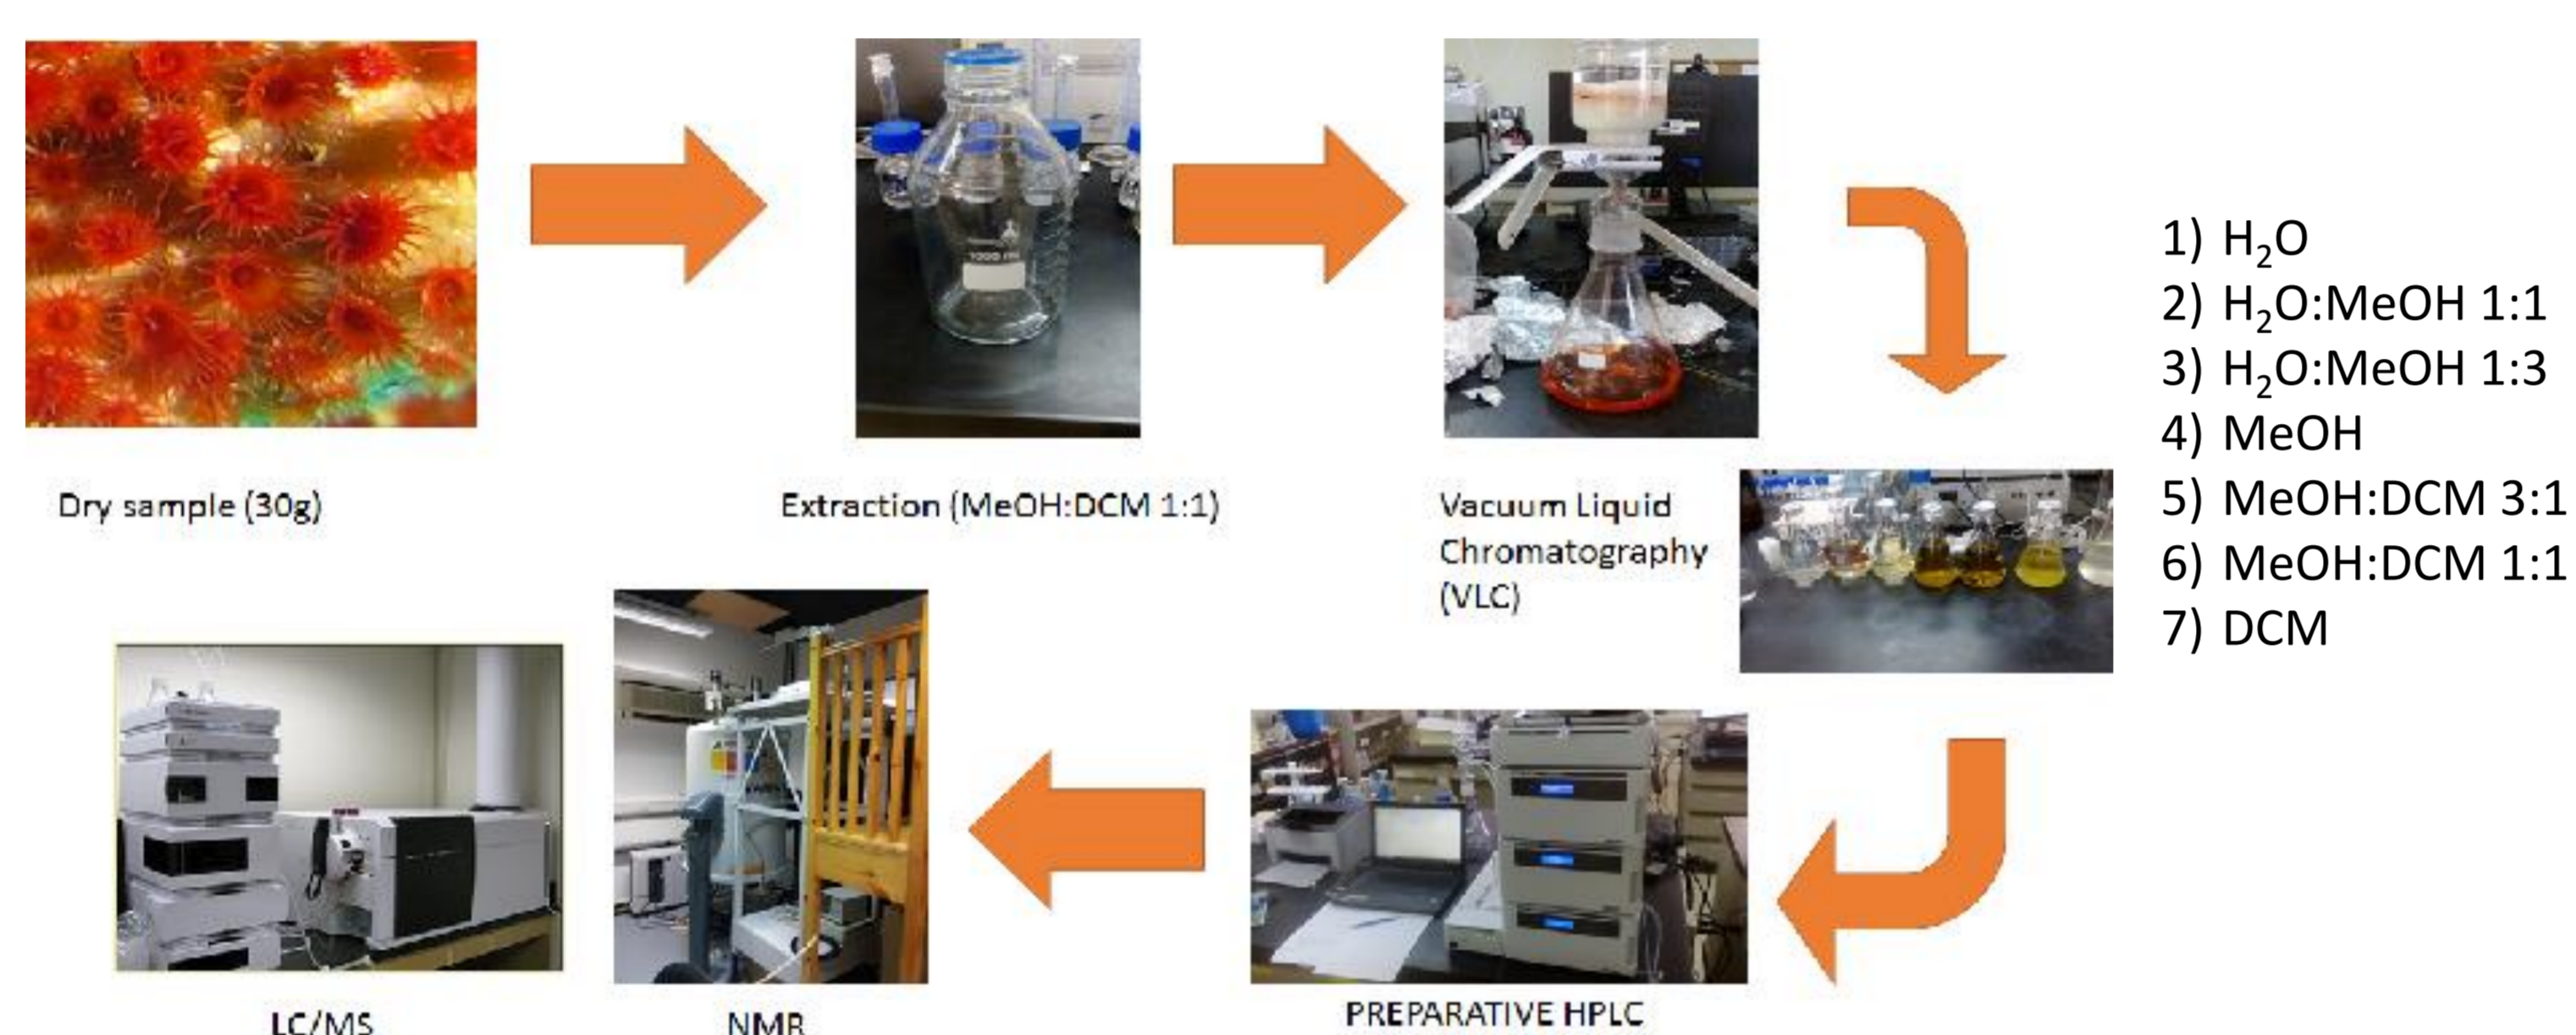 Dry sample (30g)
Extraction (MeOH:DCM 1:1)
Vacuum Liquid
Chromatography
(VLC)
1) H₂O
2) H₂O:MeOH 1:1
3) H₂O:MeOH 1:3
4) MeOH
5) MeOH:DCM 3:1
6) MeOH:DCM 1:1
7) DCM
1000 ml
PREPARATIVE HPLC
NMR
LC/MS